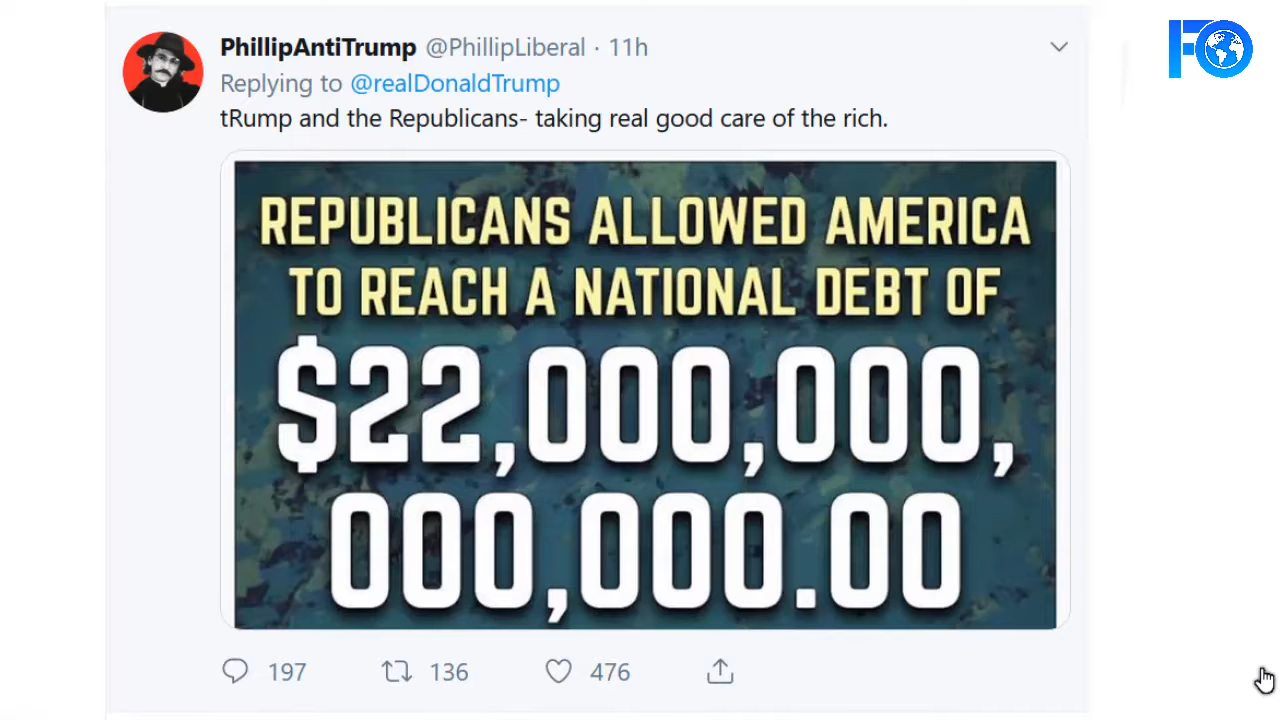 PhillipAntiTrump @PhillipLiberal · 11h
Replying to @realDonaldTrump
tRump and the Republicans- taking real good care of the rich.
REPUBLICANS ALLOWED AMERICA
TO REACH A NATIONAL DEBT OF
$22,000,000,
000,000.00
197 136 476
FO